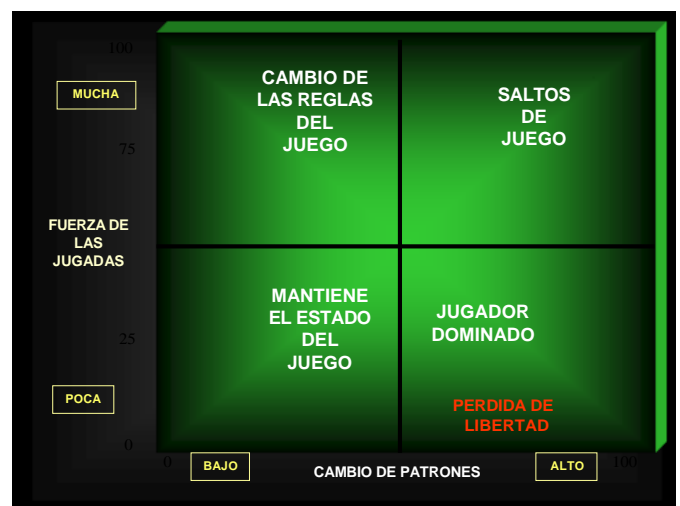 100
MUCHA
CAMBIO DE
LAS REGLAS
DEL
JUEGO
SALTOS
DE
JUEGO
75
FUERZA DE
LAS
JUGADAS
MANTIENE
EL ESTADO
DEL
JUEGO
JUGADOR
DOMINADO
25
POCA
PERDIDA DE
LIBERTAD
0
0
BAJO
CAMBIO DE PATRONES
ALTO
100